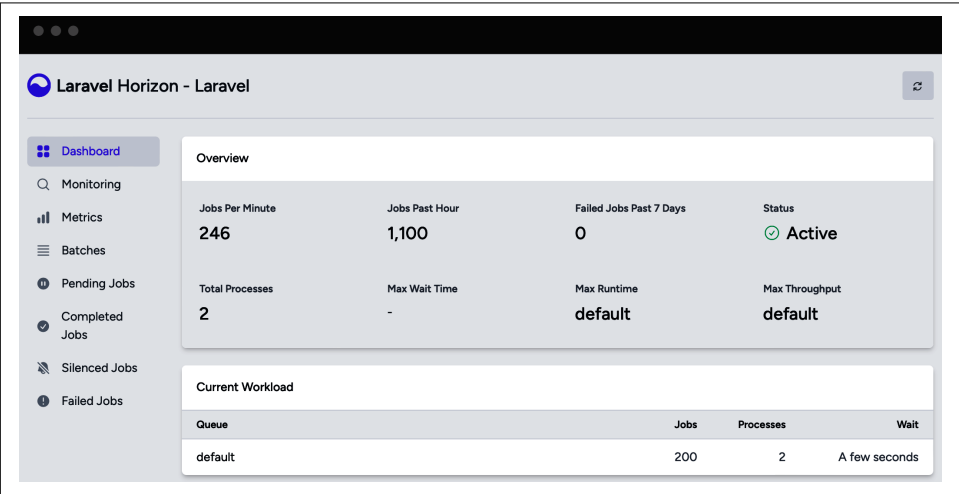 Laravel Horizon - Laravel
Dashboard
Monitoring
Metrics
Batches
Pending Jobs
Completed
Jobs
Silenced Jobs
Failed Jobs
Overview
Jobs Per Minute
246
Jobs Past Hour
1,100
Failed Jobs Past 7 Days
0
Status
Active
Total Processes
2
Max Wait Time
-
Max Runtime
default
Max Throughput
default
Current Workload
Queue Jobs Processes Wait
default 200 2 A few seconds